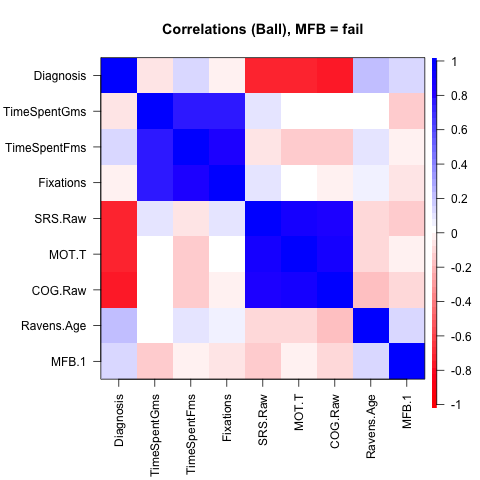 Correlations (Ball), MFB = fail
Diagnosis
TimeSpentGms
TimeSpentFms
Fixations
SRS.Raw
MOT.T
COG.Raw
Ravens.Age
MFB.1
1
0.8
0.6
0.4
0.2
0
-0.2
-0.4
-0.6
-0.8
-1
Diagnosis
TimeSpentGms
TimeSpentFms
Fixations
SRS.Raw
MOT.T
COG.Raw
Ravens.Age
MFB.1